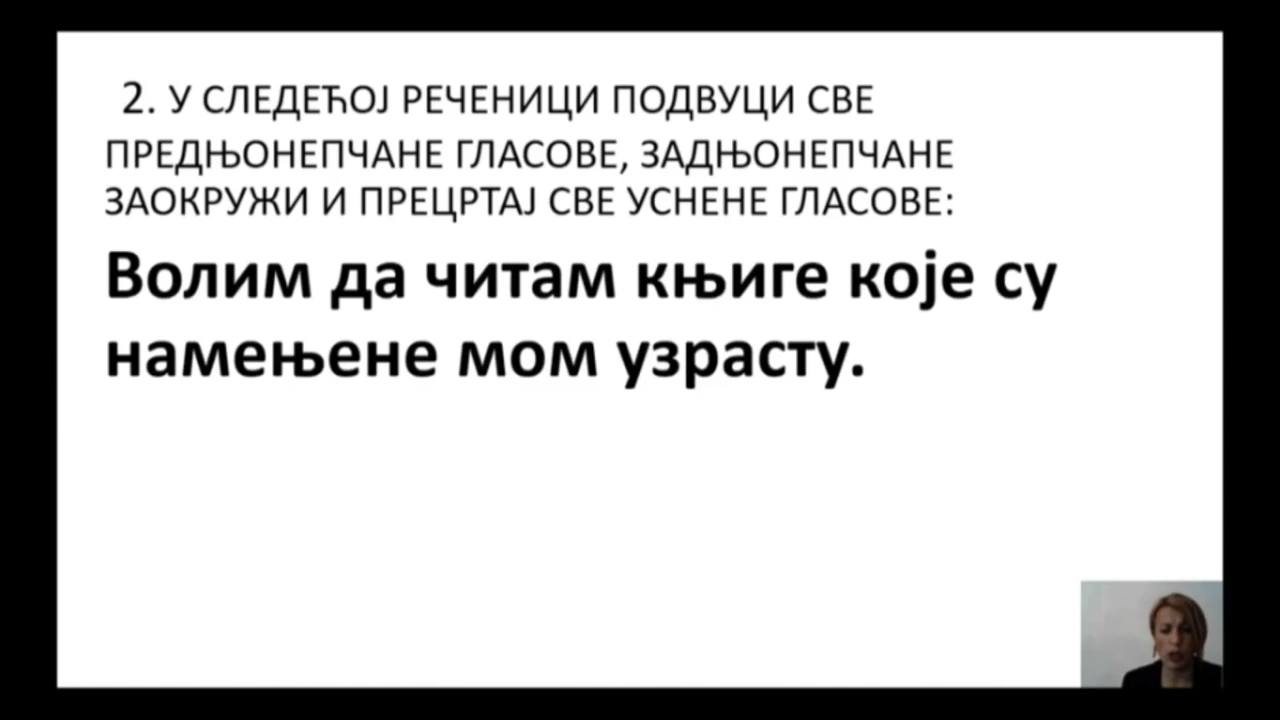 2. У СЛЕДЕЋОЈ РЕЧЕНИЦИ ПОДВУЦИ СВЕ
ПРЕДЊОНЕПЧАНЕ ГЛАСОВЕ, ЗАДЊОНЕПЧАНЕ
ЗАОКРУЖИ И ПРЕЦРТАЈ СВЕ УСНЕНЕ ГЛАСОВЕ:
Волим да читам књиге које су
намењене мом узрасту.